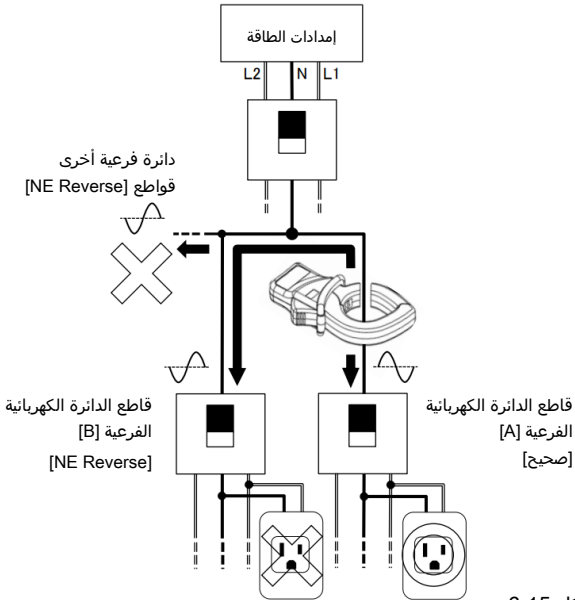 إمدادات الطاقة
L2 N L1
دائرة فرعية أخرى
قواطع [NE Reverse]
قاطع الدائرة الكهربائية
الفرعية [A]
[صحيح]
قاطع الدائرة الكهربائية
الفرعية [B]
[NE Reverse]